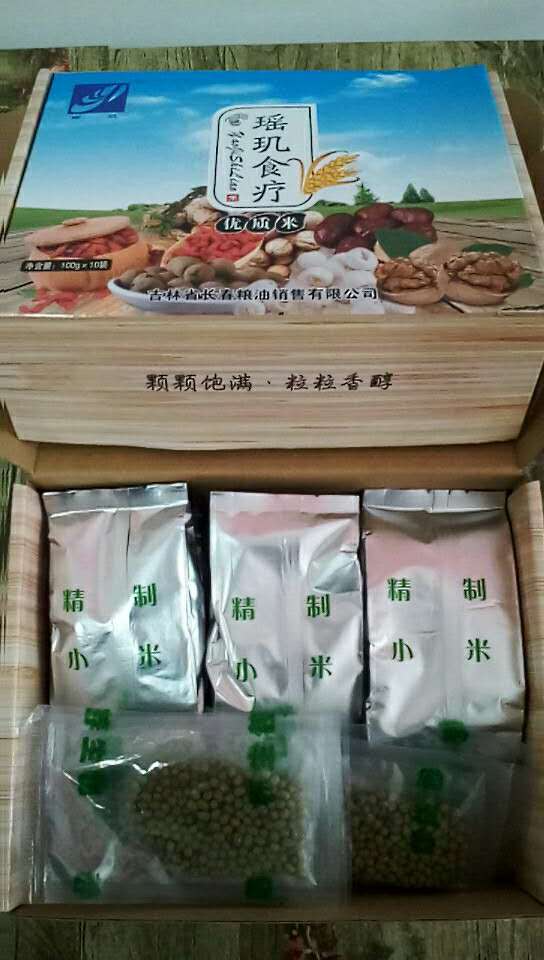 瑶玑食疗
优质米
净含量：100g×10袋
吉林省长春粮油销售有限公司
颗颗饱满·粒粒香醇
精制
小米
精制
小米
精制
小米